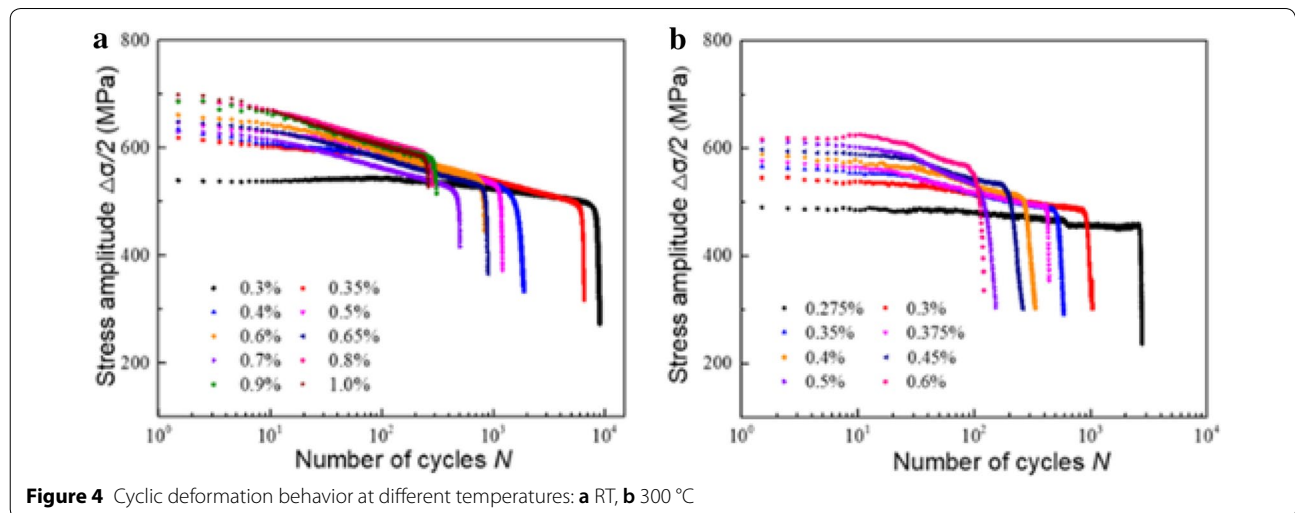 a
800
600
400
200
Stress amplitude △σ/2 (MPa)
0.3% 0.35%
0.4% 0.5%
0.6% 0.65%
0.7% 0.8%
0.9% 1.0%
10⁰ 10¹ 10² 10³ 10⁴
Number of cycles N
b
800
600
400
200
Stress amplitude △σ/2 (MPa)
0.275% 0.3%
0.35% 0.375%
0.4% 0.45%
0.5% 0.6%
10⁰ 10¹ 10² 10³ 10⁴
Number of cycles N
Figure 4 Cyclic deformation behavior at different temperatures: a RT, b 300 °C